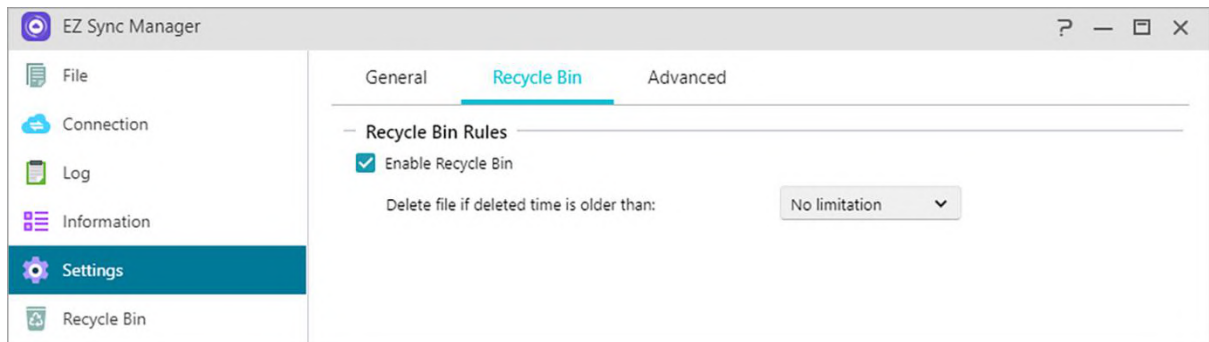 EZ Sync Manager
File
Connection
Log
Information
Settings
Recycle Bin
General Recycle Bin Advanced
Recycle Bin Rules
Enable Recycle Bin
Delete file if deleted time is older than: No limitation